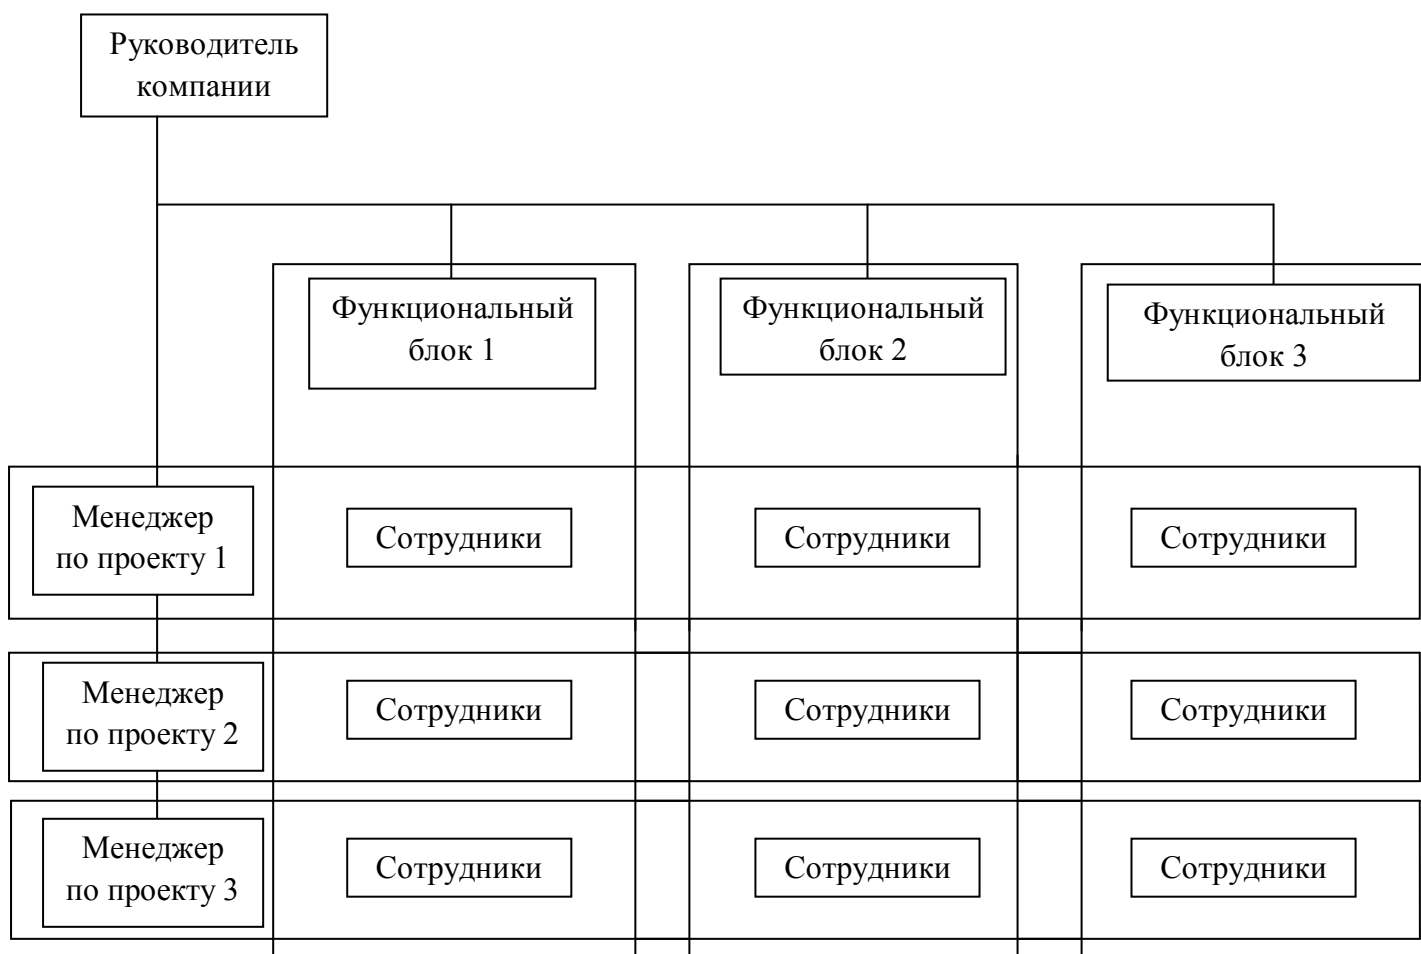 Руководитель
компании
Функциональный
блок 1
Функциональный
блок 2
Функциональный
блок 3
Менеджер
по проекту 1
Сотрудники
Сотрудники
Сотрудники
Менеджер
по проекту 2
Сотрудники
Сотрудники
Сотрудники
Менеджер
по проекту 3
Сотрудники
Сотрудники
Сотрудники